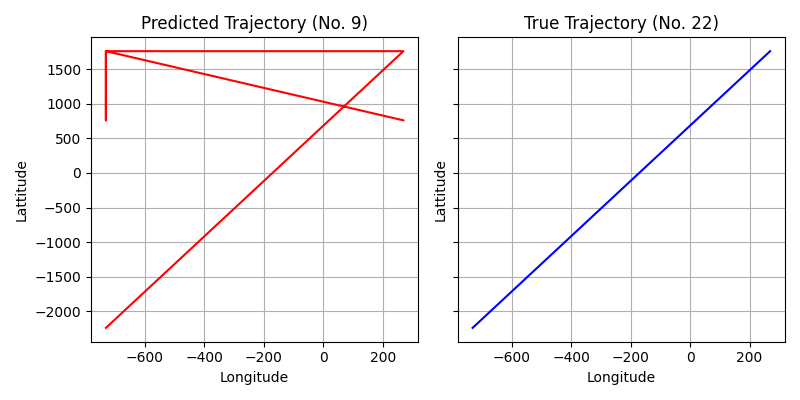 Predicted Trajectory (No. 9)
1500
1000
500
0
−500
−1000
−1500
−2000
Lattitude
−600 −400 −200 0 200
Longitude
True Trajectory (No. 22)
Lattitude
−600 −400 −200 0 200
Longitude